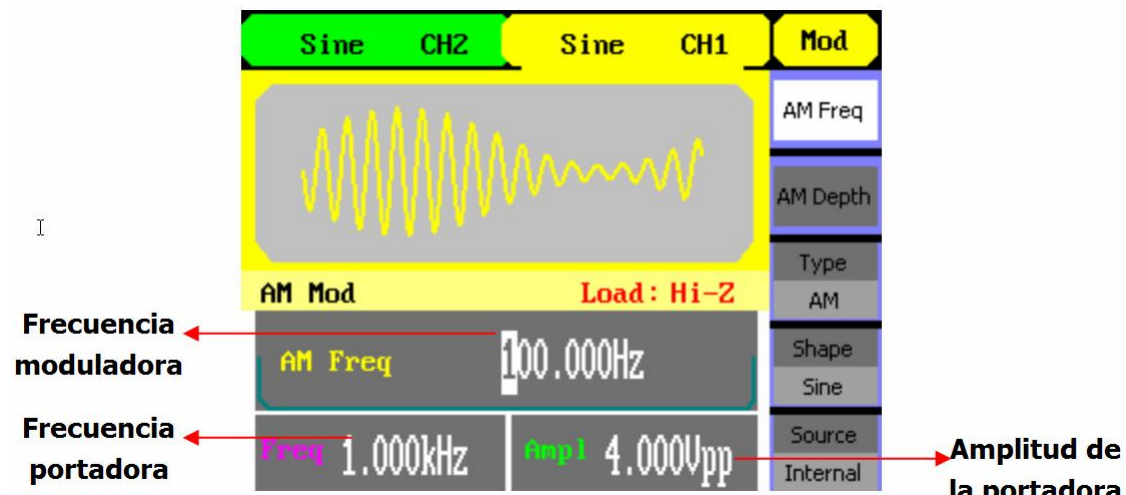 Sine CH2 Sine CH1 Mod
AM Freq
AM Depth
Type
AM
AM Mod Load: Hi-Z
Frecuencia
moduladora
AM Freq 100.000Hz
Shape
Sine
Frecuencia
portadora
Freq 1.000kHz Ampl 4.000Vpp
Source
Internal
Amplitud de
la portadora